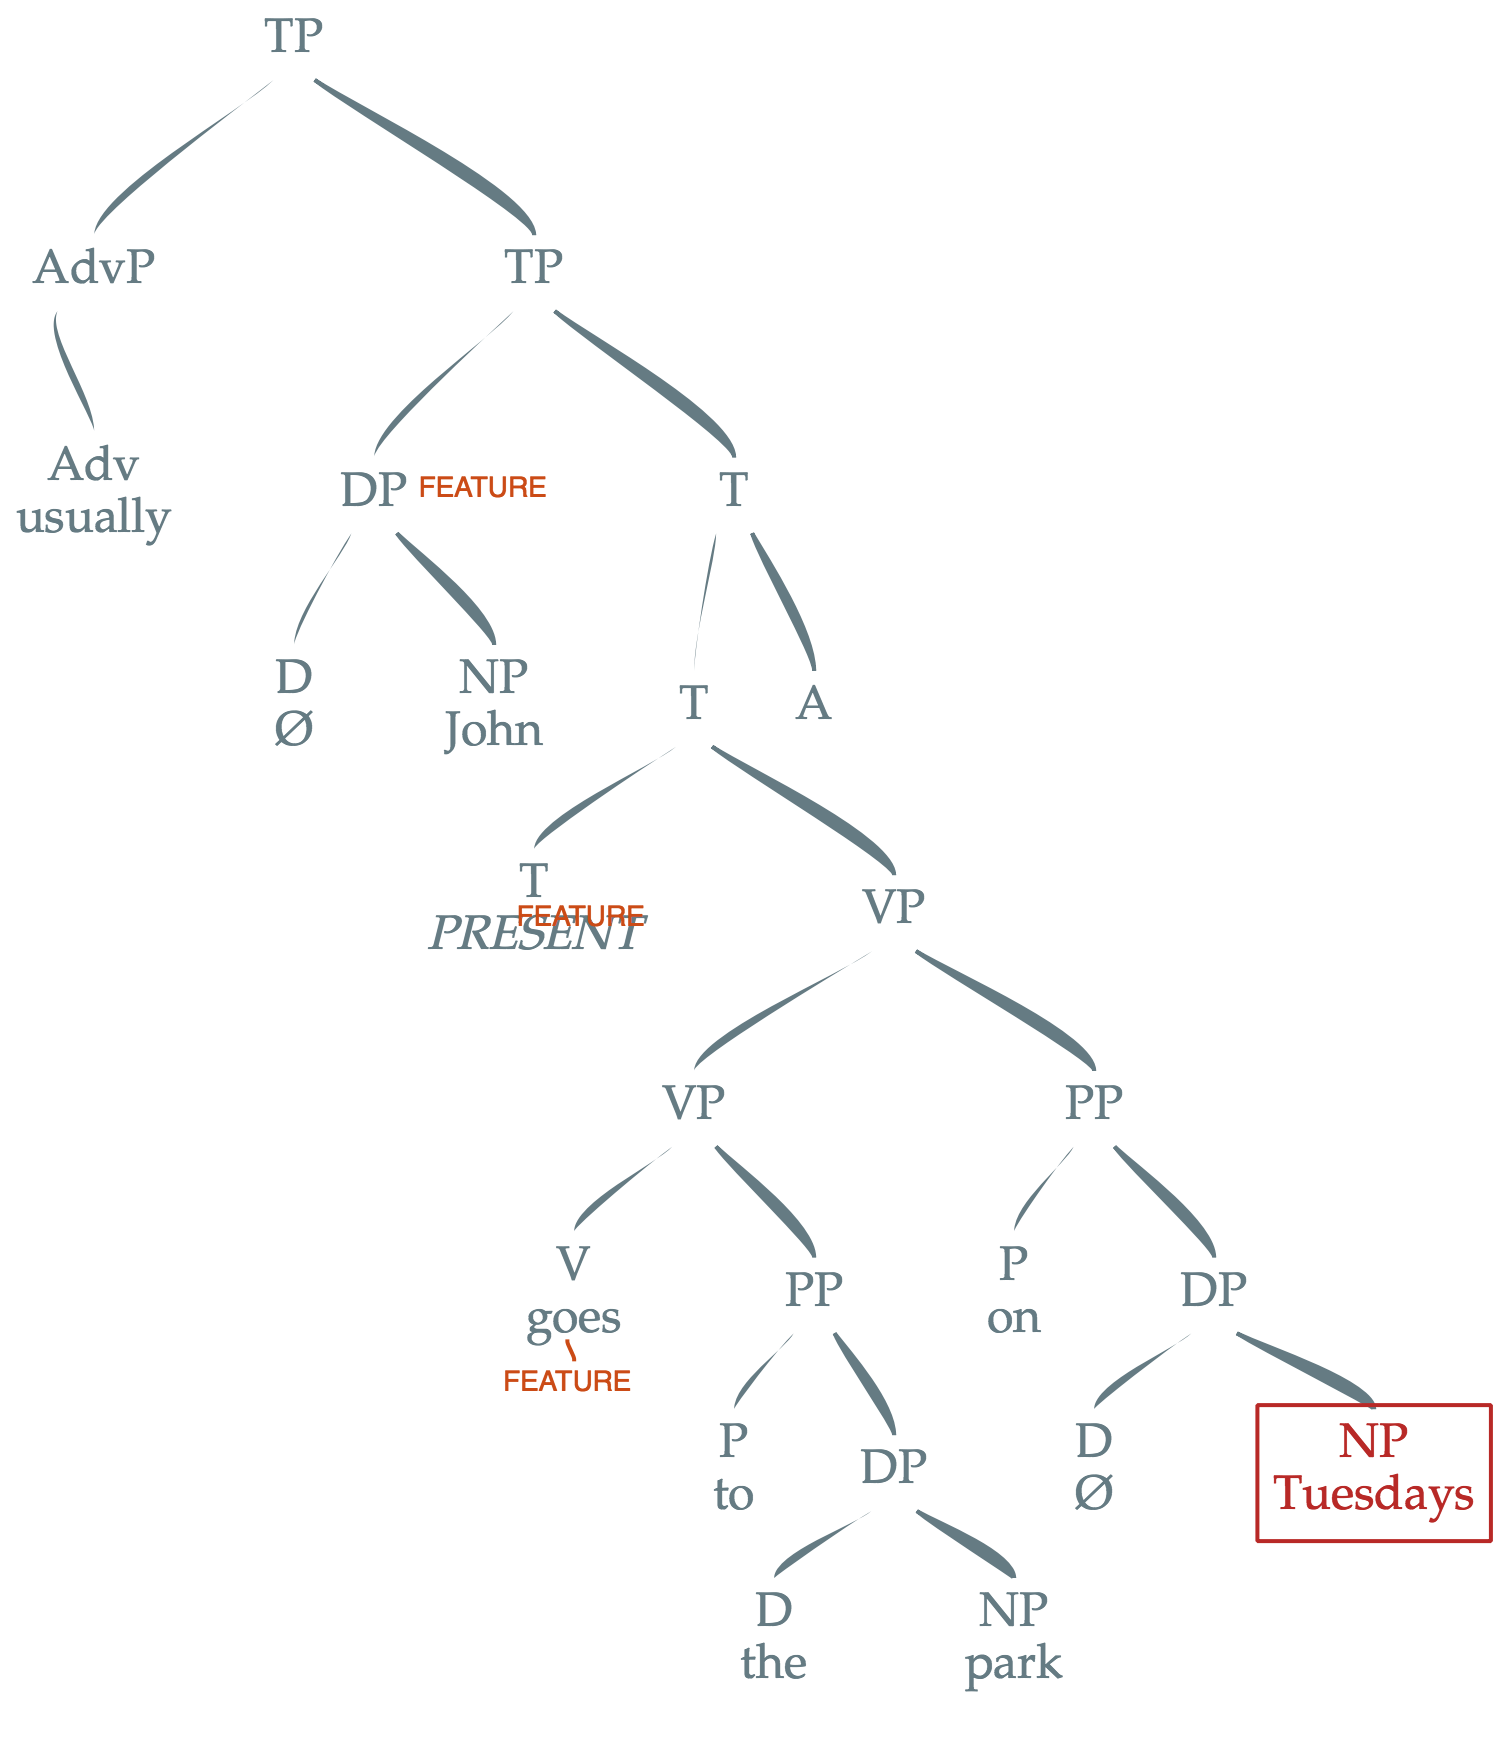 TP
AdvP TP
Adv DP FEATURE T
usually
D NP T A
Ø John
T VP
FEATURE
PRESENT
VP PP
V PP P DP
goes on
FEATURE
P DP D NP
to Ø Tuesdays
D NP
the park